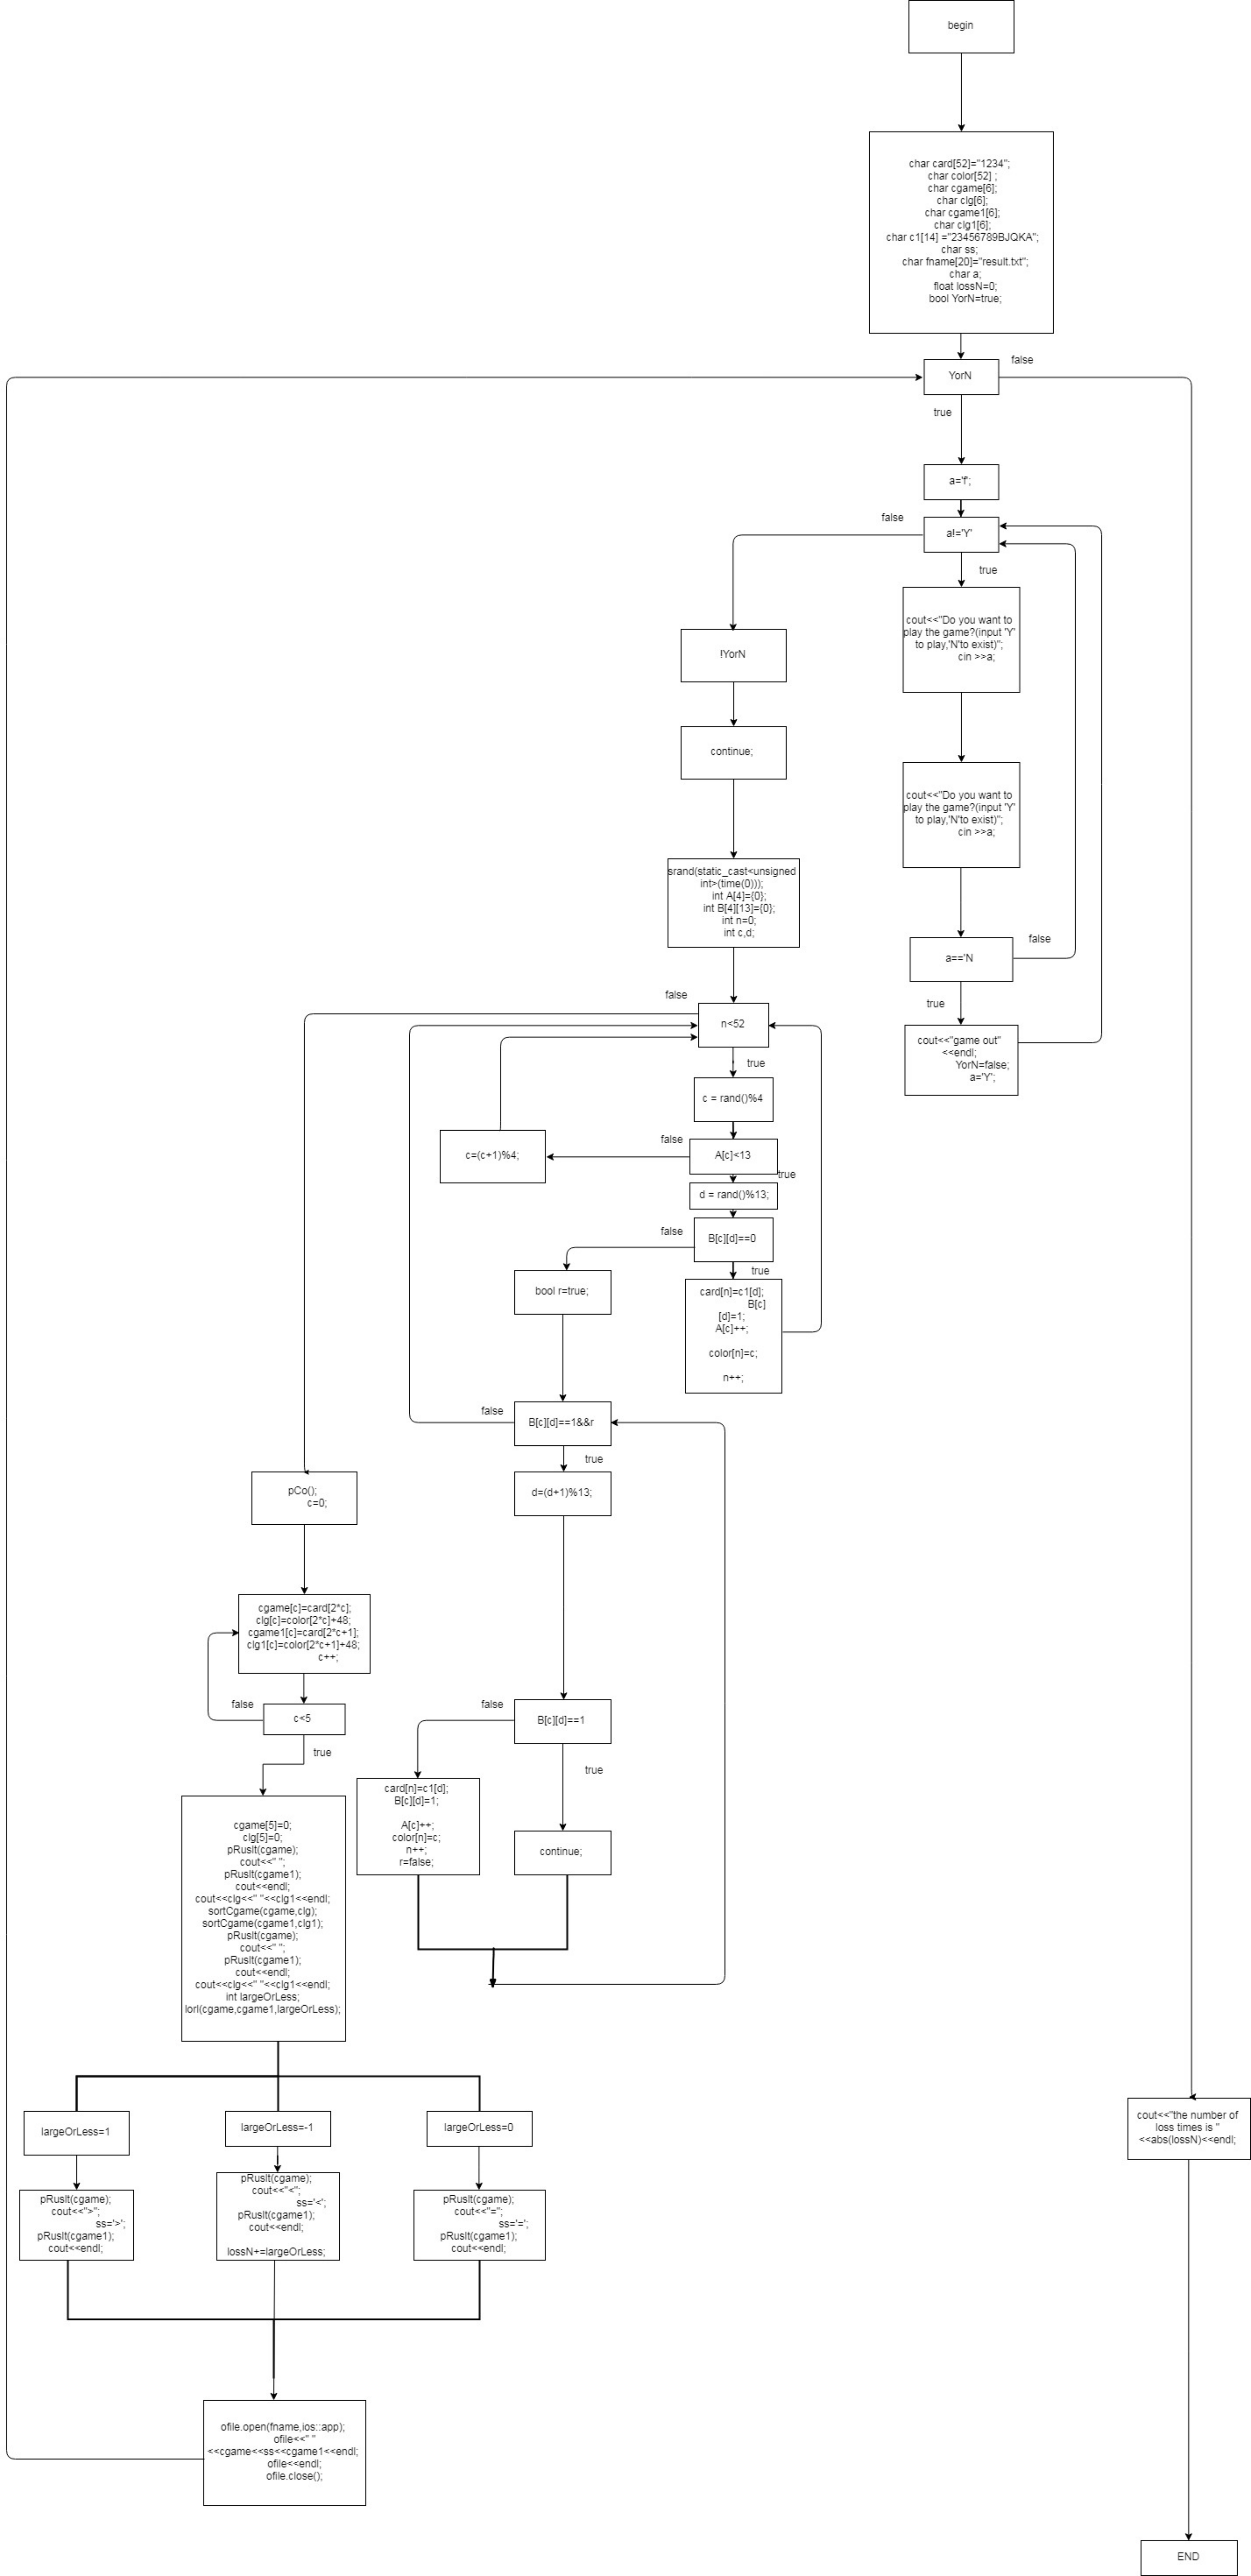 begin
char card[52]="1234";
char color[52] ;
char cgame[6];
char clg[6];
char cgame1[6];
char clg1[6];
char c1[14] ="23456789BJQKA";
char ss;
char fname[20]="result.txt";
char a;
float lossN=0;
bool YorN=true;
YorN
false
true
a='f';
a!='Y'
false
true
cout<<"Do you want to
play the game?(input 'Y'
to play,'N'to exist)";
cin >>a;
!YorN
continue;
cout<<"Do you want to
play the game?(input 'Y'
to play,'N'to exist)";
cin >>a;
srand(static_cast<unsigned
int>(time(0)));
int A[4]={0};
int B[4][13]={0};
int n=0;
int c,d;
a=='N
false
true
cout<<"game out"
<<endl;
YorN=false;
a='Y';
false
n<52
true
c = rand()%4
false
A[c]<13
true
c=(c+1)%4;
d = rand()%13;
false
B[c][d]==0
true
bool r=true;
card[n]=c1[d];
B[c]
[d]=1;
A[c]++;
color[n]=c;
n++;
false
B[c][d]==1&&r
true
d=(d+1)%13;
pCo();
c=0;
cgame[c]=card[2*c];
clg[c]=color[2*c]+48;
cgame1[c]=card[2*c+1];
clg1[c]=color[2*c+1]+48;
c++;
false
c<5
true
false
B[c][d]==1
true
card[n]=c1[d];
B[c][d]=1;
A[c]++;
color[n]=c;
n++;
r=false;
continue;
cgame[5]=0;
clg[5]=0;
pRuslt(cgame);
cout<<" ";
pRuslt(cgame1);
cout<<endl;
cout<<clg<<" "<<clg1<<endl;
sortCgame(cgame,clg);
sortCgame(cgame1,clg1);
pRuslt(cgame);
cout<<" ";
pRuslt(cgame1);
cout<<endl;
cout<<clg<<" "<<clg1<<endl;
int largeOrLess;
lorl(cgame,cgame1,largeOrLess);
largeOrLess=1
largeOrLess=-1
largeOrLess=0
pRuslt(cgame);
cout<<">";
ss='>';
pRuslt(cgame1);
cout<<endl;
pRuslt(cgame);
cout<<"<";
ss='<';
pRuslt(cgame1);
cout<<endl;
lossN+=largeOrLess;
pRuslt(cgame);
cout<<"=";
ss='=';
pRuslt(cgame1);
cout<<endl;
cout<<"the number of
loss times is "
<<abs(lossN)<<endl;
ofile.open(fname,ios::app);
ofile<<" "
<<cgame<<ss<<cgame1<<endl;
ofile<<endl;
ofile.close();
END